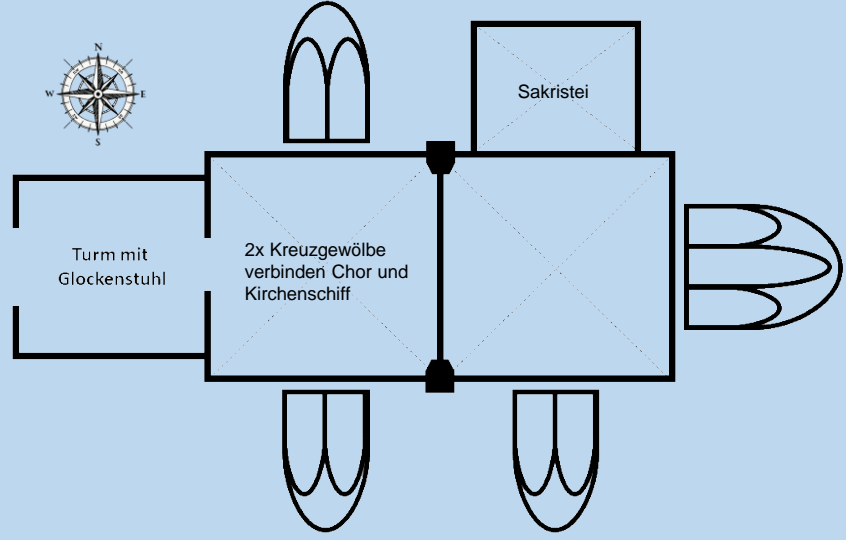 N
W E
S
Sakristei
Turm mit
Glockenstuhl
2x Kreuzgewölbe
verbinden Chor und
Kirchenschiff